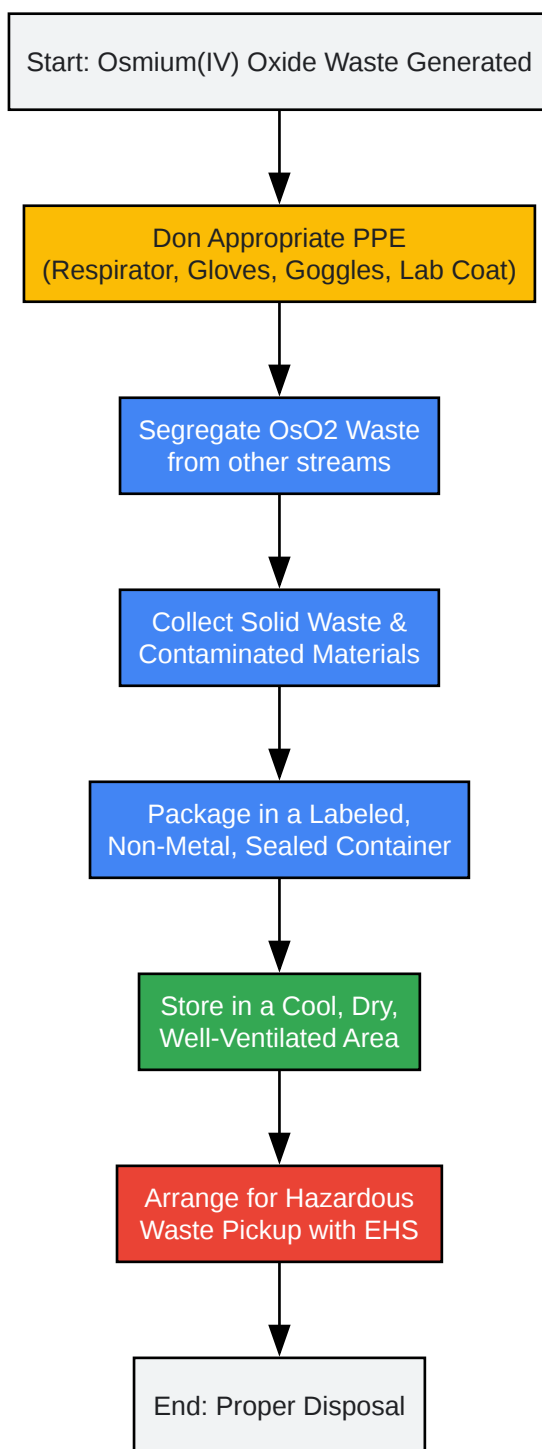 Start: Osmium(IV) Oxide Waste Generated
Don Appropriate PPE
(Respirator, Gloves, Goggles, Lab Coat)
Segregate OsO2 Waste
from other streams
Collect Solid Waste &
Contaminated Materials
Package in a Labeled,
Non-Metal, Sealed Container
Store in a Cool, Dry,
Well-Ventilated Area
Arrange for Hazardous
Waste Pickup with EHS
End: Proper Disposal